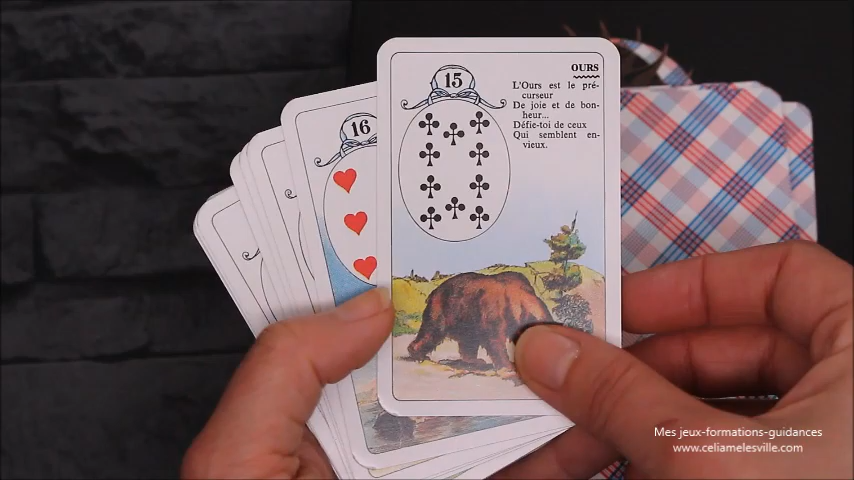 15
OURS
L'Ours est le pré-
curseur
De joie et de bon-
heur...
Défie-toi de ceux
Qui semblent en-
vieux.
16
Mes jeux-formations-guidances
www.celiamelesville.com